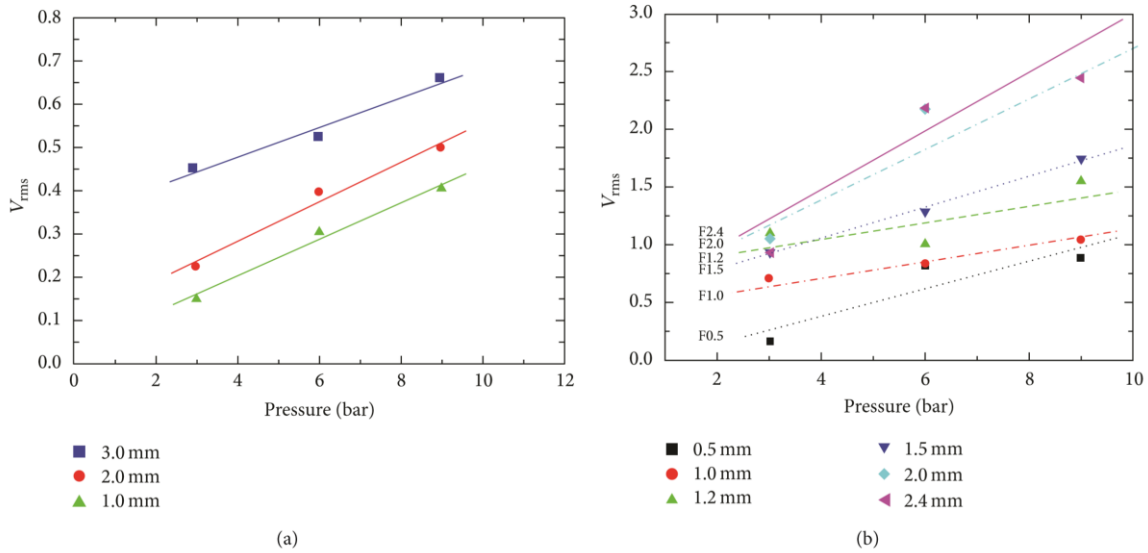 0.8
0.7
0.6
0.5
0.4
0.3
0.2
0.1
0.0
V_rms
0 2 4 6 8 10 12
Pressure (bar)
3.0 mm
2.0 mm
1.0 mm
(a)
3.0
2.5
2.0
1.5
1.0
0.5
0.0
V_rms
F2.4
F2.0
F1.2
F1.5
F1.0
F0.5
2 4 6 8 10
Pressure (bar)
0.5 mm
1.0 mm
1.2 mm
1.5 mm
2.0 mm
2.4 mm
(b)